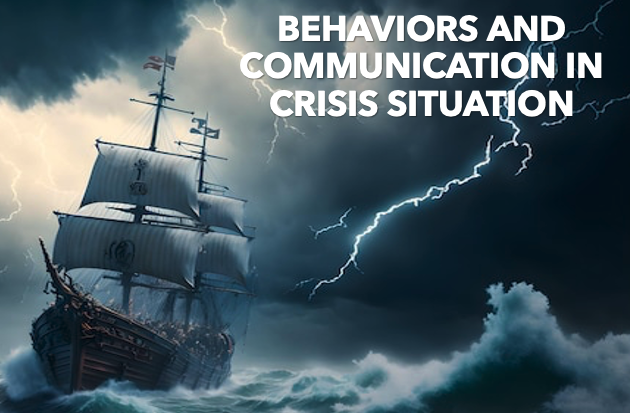 BEHAVIORS AND
COMMUNICATION IN
CRISIS SITUATION